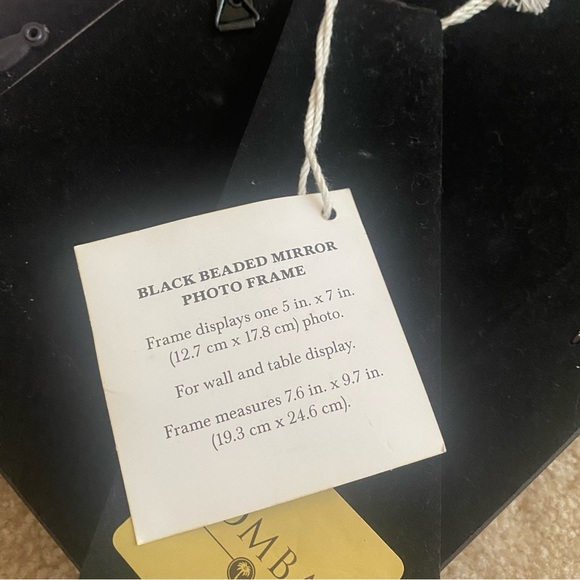 BLACK BEADED MIRROR
PHOTO FRAME
Frame displays one 5 in. x 7 in.
(12.7 cm x 17.8 cm) photo.
For wall and table display.
Frame measures 7.6 in. x 9.7 in.
(19.3 cm x 24.6 cm).